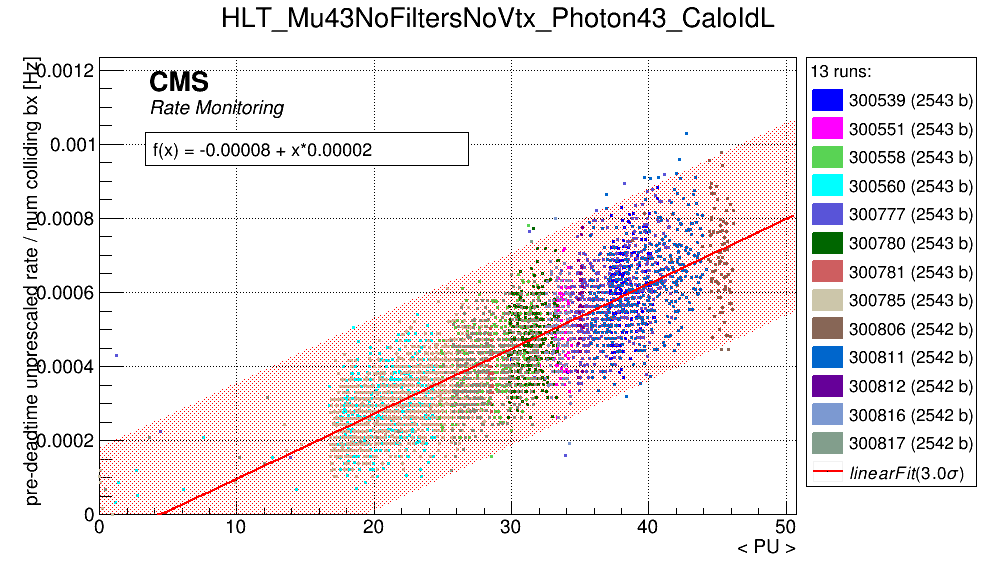 HLT_Mu43NoFiltersNoVtx_Photon43_CaloIdL
pre-deadtime unprescaled rate / num colliding bx [Hz]
0.0012
0.001
0.0008
0.0006
0.0004
0.0002
0
CMS
Rate Monitoring
f(x) = -0.00008 + x*0.00002
0 10 20 30 40 50
< PU >
13 runs:
300539 (2543 b)
300551 (2543 b)
300558 (2543 b)
300560 (2543 b)
300777 (2543 b)
300780 (2543 b)
300781 (2543 b)
300785 (2543 b)
300806 (2542 b)
300811 (2542 b)
300812 (2542 b)
300816 (2542 b)
300817 (2542 b)
linearFit(3.0σ)